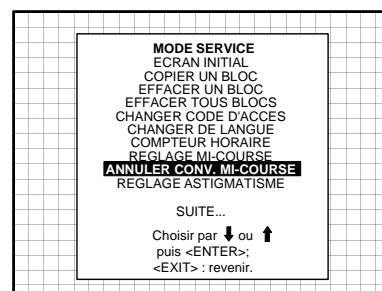 MODE SERVICE
ECRAN INITIAL
COPIER UN BLOC
EFFACER UN BLOC
EFFACER TOUS BLOCS
CHANGER CODE D'ACCES
CHANGER DE LANGUE
COMPTEUR HORAIRE
REGLAGE MI-COURSE
ANNULER CONV. MI-COURSE
REGLAGE ASTIGMATISME
SUITE...
Choisir par ⬇ ou ⬆
puis <ENTER>;
<EXIT> : revenir.